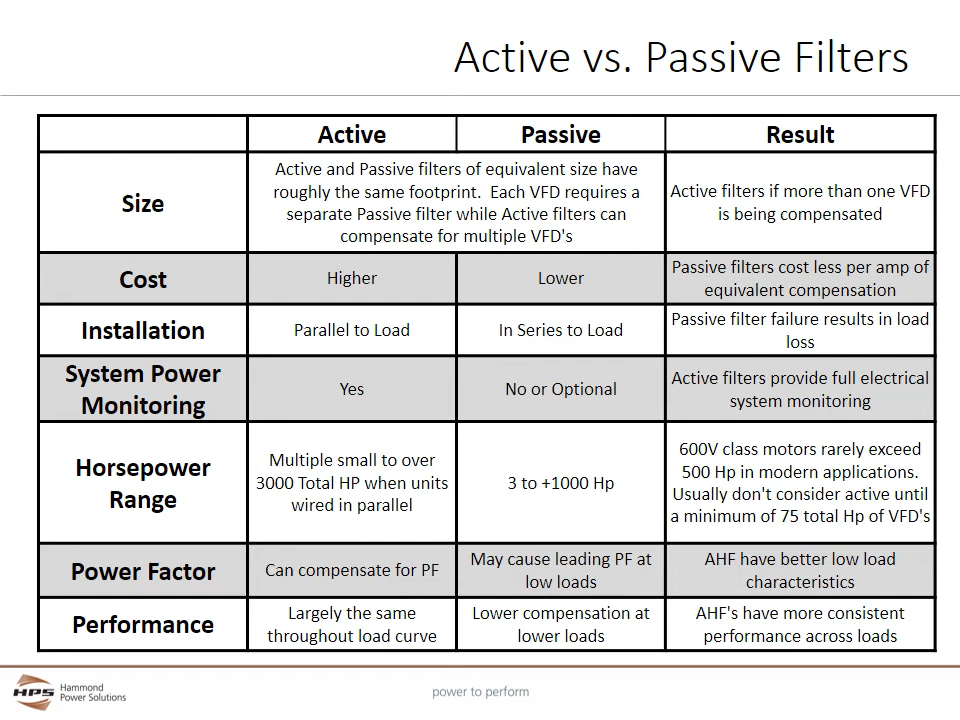 Active vs. Passive Filters
Active
Passive
Result
Size
Active and Passive filters of equivalent size have
roughly the same footprint.  Each VFD requires a
separate Passive filter while Active filters can
compensate for multiple VFD's
Active filters if more than one VFD
is being compensated
Cost
Higher
Lower
Passive filters cost less per amp of
equivalent compensation
Installation
Parallel to Load
In Series to Load
Passive filter failure results in load
loss
System Power
Monitoring
Yes
No or Optional
Active filters provide full electrical
system monitoring
Horsepower
Range
Multiple small to over
3000 Total HP when units
wired in parallel
3 to +1000 Hp
600V class motors rarely exceed
500 Hp in modern applications.
Usually don't consider active until
a minimum of 75 total Hp of VFD's
Power Factor
Can compensate for PF
May cause leading PF at
low loads
AHF have better low load
characteristics
Performance
Largely the same
throughout load curve
Lower compensation at
lower loads
AHF's have more consistent
performance across loads
HPS
Hammond
Power Solutions
power to perform